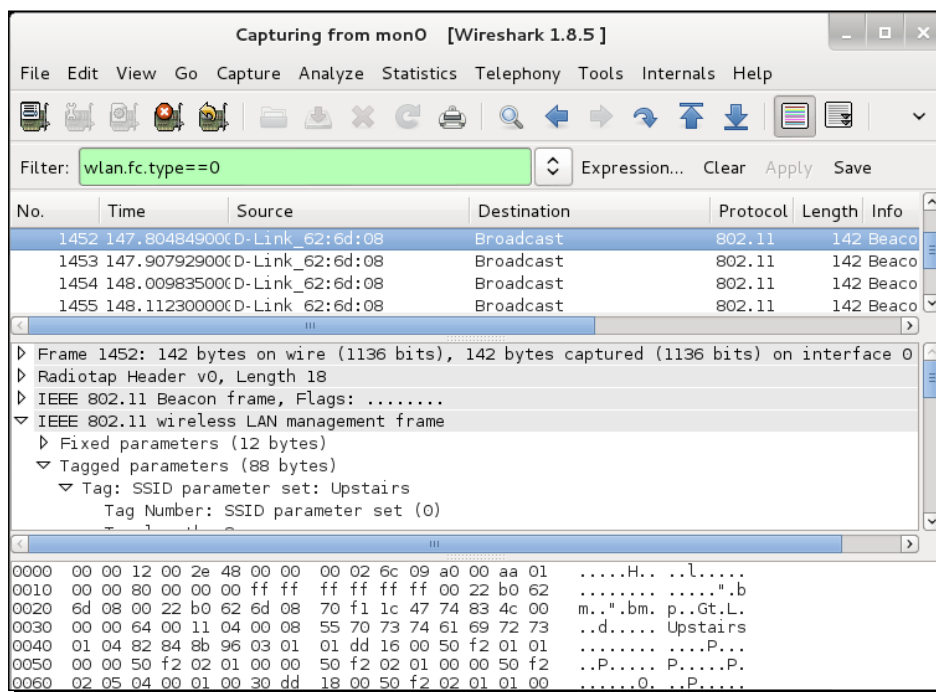 Capturing from mon0 [Wireshark 1.8.5 ]
File Edit View Go Capture Analyze Statistics Telephony Tools Internals Help
Filter: wlan.fc.type==0 Expression... Clear Apply Save
No. Time Source Destination Protocol Length Info
1452 147.804849000 D-Link_62:6d:08 Broadcast 802.11 142 Beaco
1453 147.907929000 D-Link_62:6d:08 Broadcast 802.11 142 Beaco
1454 148.009835000 D-Link_62:6d:08 Broadcast 802.11 142 Beaco
1455 148.112300000 D-Link_62:6d:08 Broadcast 802.11 142 Beaco
Frame 1452: 142 bytes on wire (1136 bits), 142 bytes captured (1136 bits) on interface 0
Radiotap Header v0, Length 18
IEEE 802.11 Beacon frame, Flags: ........
IEEE 802.11 wireless LAN management frame
Fixed parameters (12 bytes)
Tagged parameters (88 bytes)
Tag: SSID parameter set: Upstairs
Tag Number: SSID parameter set (0)
0000 00 00 12 00 2e 48 00 00 00 02 6c 09 a0 00 aa 01 .....H.. ..l.....
0010 00 00 80 00 00 00 ff ff ff ff ff ff 00 22 b0 62 ........ .....".b
0020 6d 08 00 22 b0 62 6d 08 70 f1 1c 47 74 83 4c 00 m..".bm. p..Gt.L.
0030 00 00 64 00 11 04 00 08 55 70 73 74 61 69 72 73 ..d..... Upstairs
0040 01 04 82 84 8b 96 03 01 01 dd 16 00 50 f2 01 01 ........ ....P...
0050 00 00 50 f2 02 01 00 00 50 f2 02 01 00 00 50 f2 ..P..... P.....P.
0060 02 05 04 00 01 00 30 dd 18 00 50 f2 02 01 01 00 ......0. ..P.....